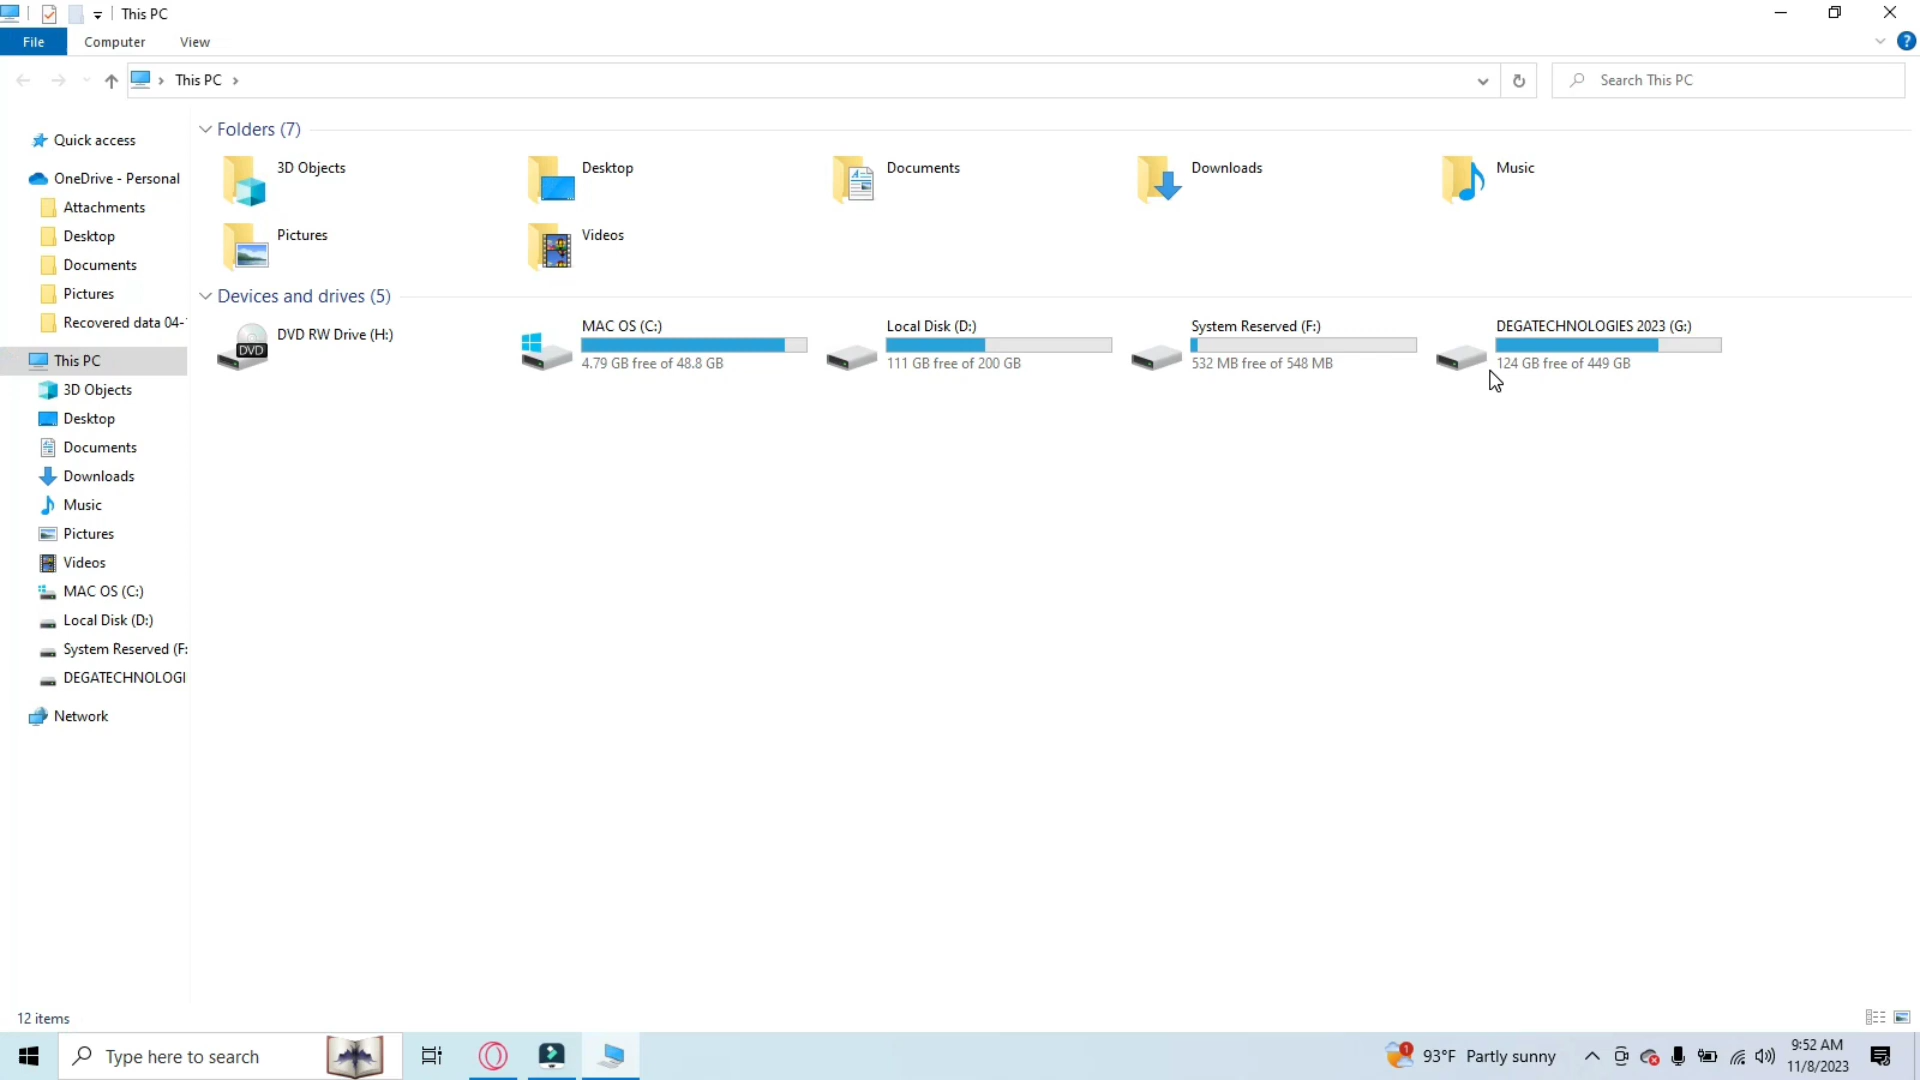 This PC
File Computer View
This PC
Search This PC
Quick access
OneDrive - Personal
Attachments
Desktop
Documents
Pictures
Recovered data 04-
This PC
3D Objects
Desktop
Documents
Downloads
Music
Pictures
Videos
MAC OS (C:)
Local Disk (D:)
System Reserved (F:
DEGATECHNOLOGI
Network
Folders (7)
3D Objects
Desktop
Documents
Downloads
Music
Pictures
Videos
Devices and drives (5)
DVD
DVD RW Drive (H:)
MAC OS (C:)
4.79 GB free of 48.8 GB
Local Disk (D:)
111 GB free of 200 GB
System Reserved (F:)
532 MB free of 548 MB
DEGATECHNOLOGIES 2023 (G:)
124 GB free of 449 GB
12 items
Type here to search
1
93°F Partly sunny
9:52 AM
11/8/2023